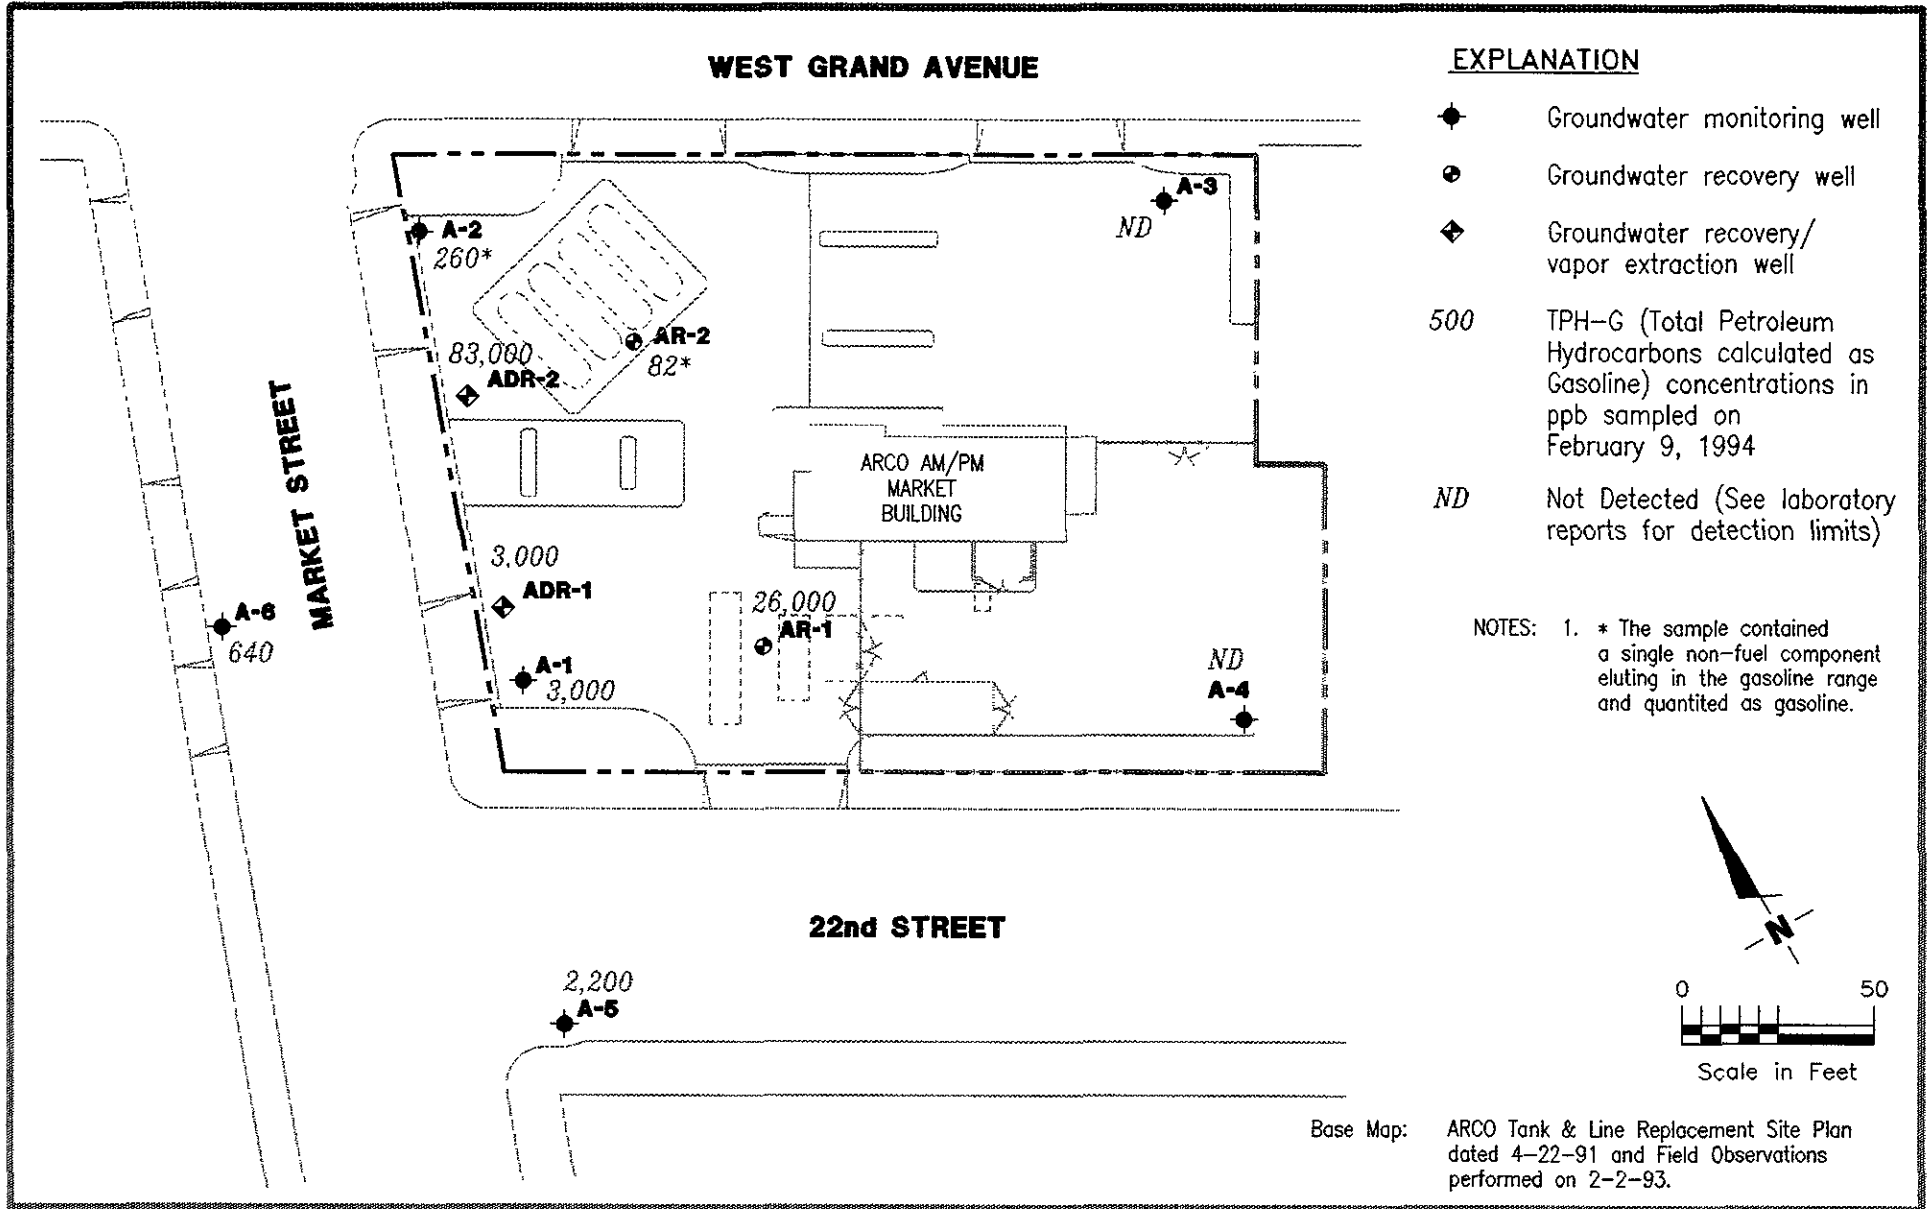 WEST GRAND AVENUE
EXPLANATION
Groundwater monitoring well
Groundwater recovery well
Groundwater recovery/
vapor extraction well
500
TPH-G (Total Petroleum
Hydrocarbons calculated as
Gasoline) concentrations in
ppb sampled on
February 9, 1994
ND
Not Detected (See laboratory
reports for detection limits)
NOTES: 1. * The sample contained
a single non-fuel component
eluting in the gasoline range
and quantited as gasoline.
A-3
ND
A-2
260*
AR-2
82*
83,000
ADR-2
MARKET STREET
ARCO AM/PM
MARKET
BUILDING
3,000
ADR-1
26,000
AR-1
A-6
640
A-1
3,000
ND
A-4
22nd STREET
2,200
A-5
N
0 50
Scale in Feet
Base Map: ARCO Tank & Line Replacement Site Plan
dated 4-22-91 and Field Observations
performed on 2-2-93.